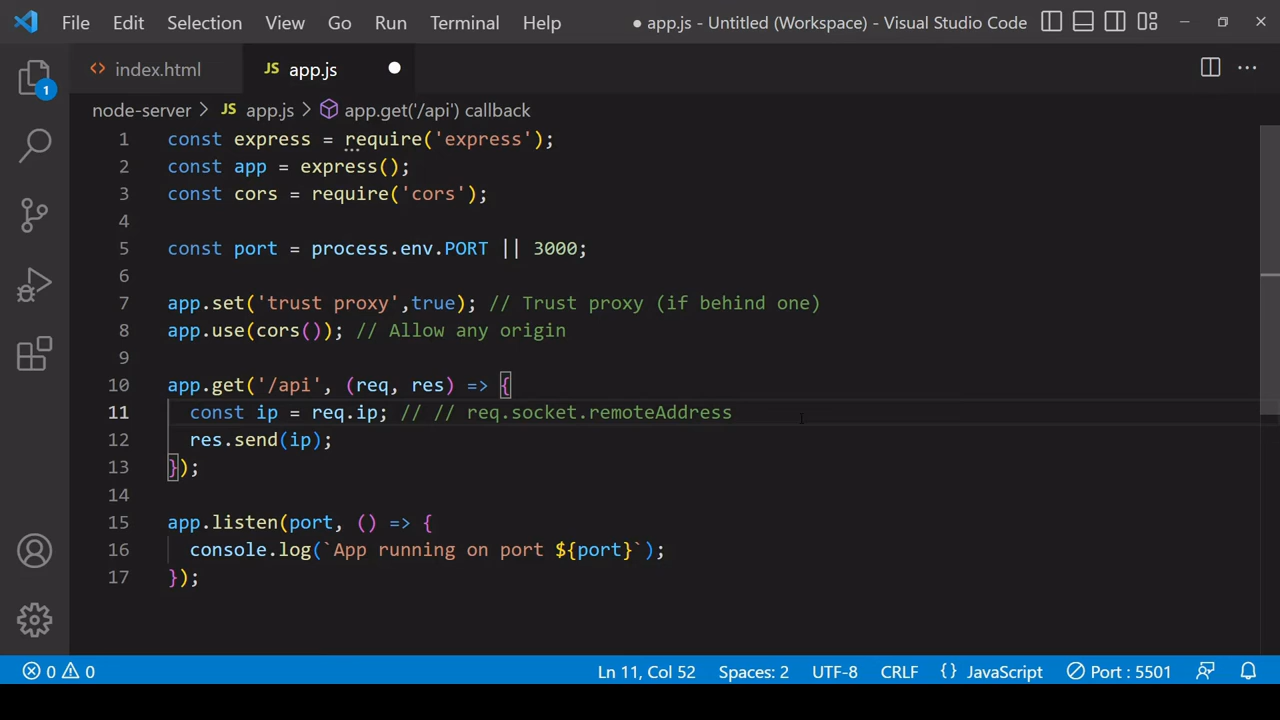 File Edit Selection View Go Run Terminal Help ● app.js - Untitled (Workspace) - Visual Studio Code
index.html JS app.js
1
node-server > JS app.js > app.get('/api') callback
1 const express = require('express');
2 const app = express();
3 const cors = require('cors');
4
5 const port = process.env.PORT || 3000;
6
7 app.set('trust proxy',true); // Trust proxy (if behind one)
8 app.use(cors()); // Allow any origin
9
10 app.get('/api', (req, res) => {
11 const ip = req.ip; // // req.socket.remoteAddress
12 res.send(ip);
13 });
14
15 app.listen(port, () => {
16 console.log(`App running on port ${port}`);
17 });
0 0 Ln 11, Col 52 Spaces: 2 UTF-8 CRLF {} JavaScript Port : 5501